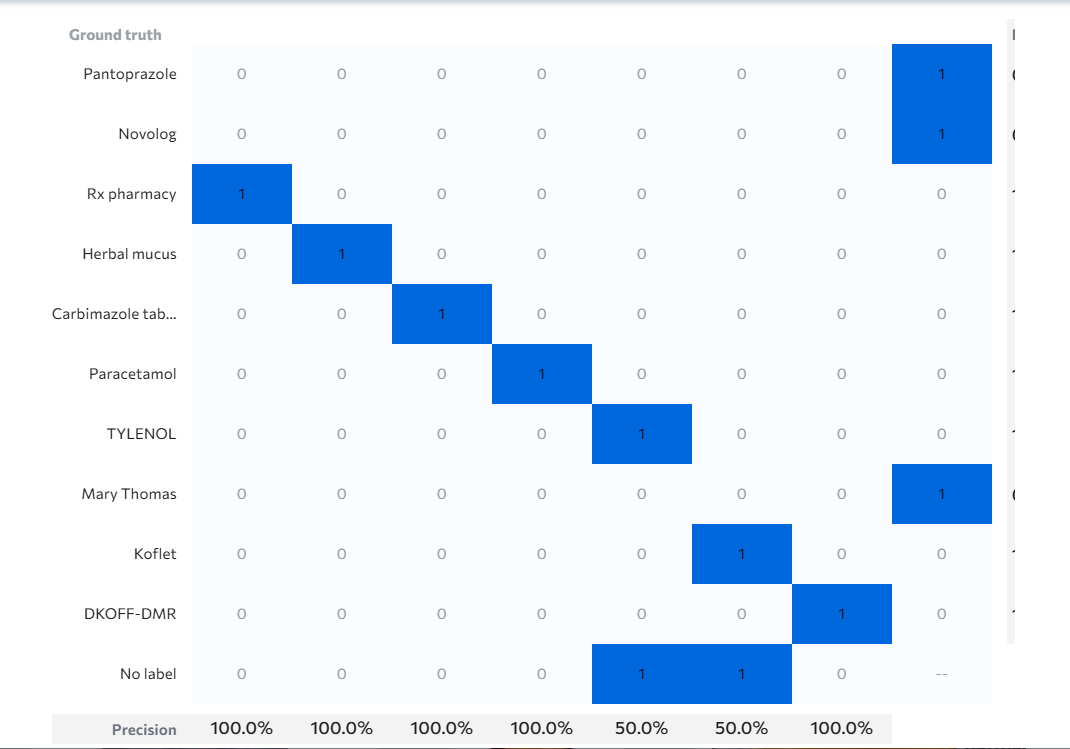 Ground truth
Pantoprazole 0 0 0 0 0 0 0 1
Novolog 0 0 0 0 0 0 0 1
Rx pharmacy 1 0 0 0 0 0 0 0
Herbal mucus 0 1 0 0 0 0 0 0
Carbimazole tab... 0 0 1 0 0 0 0 0
Paracetamol 0 0 0 1 0 0 0 0
TYLENOL 0 0 0 0 1 0 0 0
Mary Thomas 0 0 0 0 0 0 0 1
Koflet 0 0 0 0 0 1 0 0
DKOFF-DMR 0 0 0 0 0 0 1 0
No label 0 0 0 0 1 1 0 --
Precision 100.0% 100.0% 100.0% 100.0% 50.0% 50.0% 100.0%